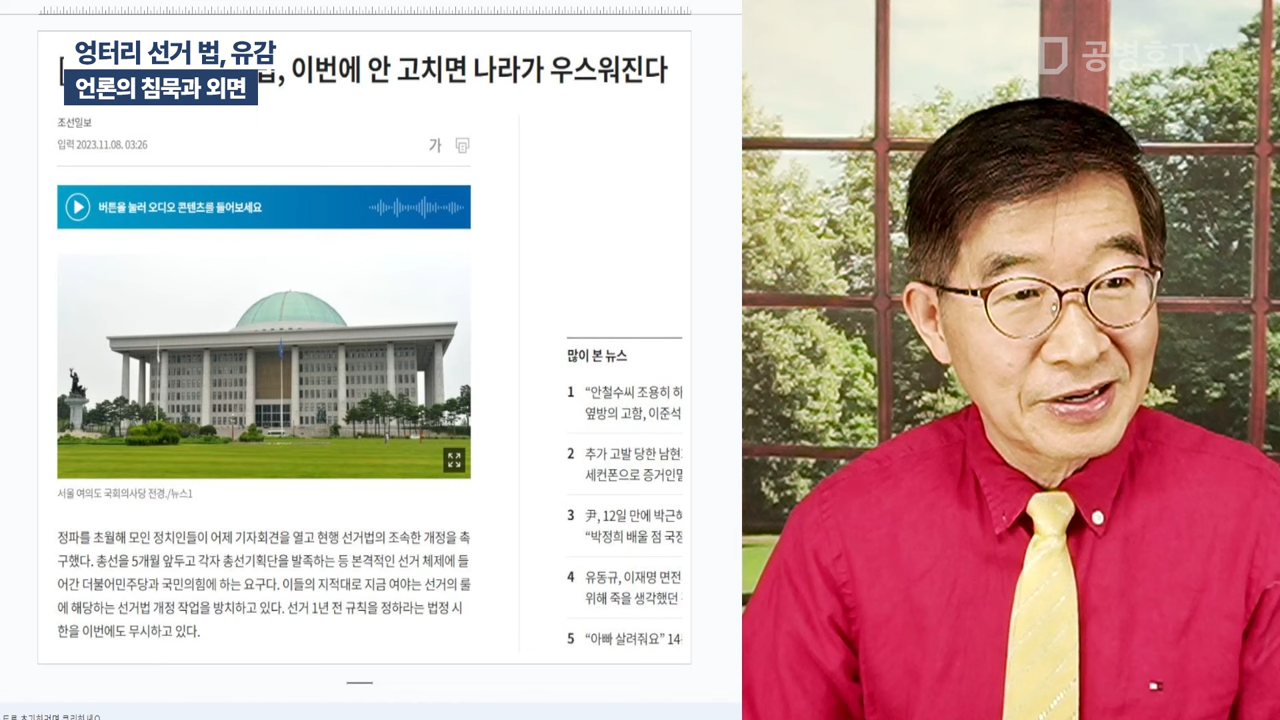 엉터리 선거 법, 유감
언론의 침묵과 외면
법, 이번에 안 고치면 나라가 우스워진다
공병호TV
조선일보
입력 2023.11.08. 03:26
가
버튼을 눌러 오디오 콘텐츠를 들어보세요
서울 여의도 국회의사당 전경./뉴스1
정파를 초월해 모인 정치인들이 어제 기자회견을 열고 현행 선거법의 조속한 개정을 촉
구했다. 총선을 5개월 앞두고 각자 총선기획단을 발족하는 등 본격적인 선거 체제에 들
어간 더불어민주당과 국민의힘에 하는 요구다. 이들의 지적대로 지금 여야는 선거의 룰
에 해당하는 선거법 개정 작업을 방치하고 있다. 선거 1년 전 규칙을 정하라는 법정 시
한을 이번에도 무시하고 있다.
많이 본 뉴스
1 “안철수씨 조용히 하
옆방의 고함, 이준석
2 추가 고발 당한 남현
세컨폰으로 증거인멸
3 尹, 12일 만에 박근혜
“박정희 배울 점 국정
4 유동규, 이재명 면전
위해 죽을 생각했던
5 “아빠 살려줘요” 14